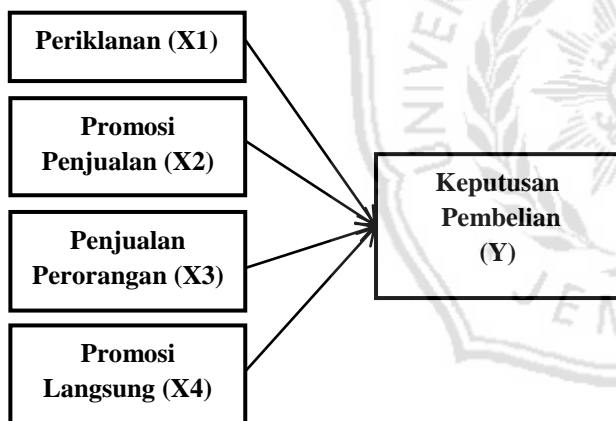 Periklanan (X1)
Promosi
Penjualan (X2)
Penjualan
Perorangan (X3)
Promosi
Langsung (X4)
Keputusan
Pembelian
(Y)